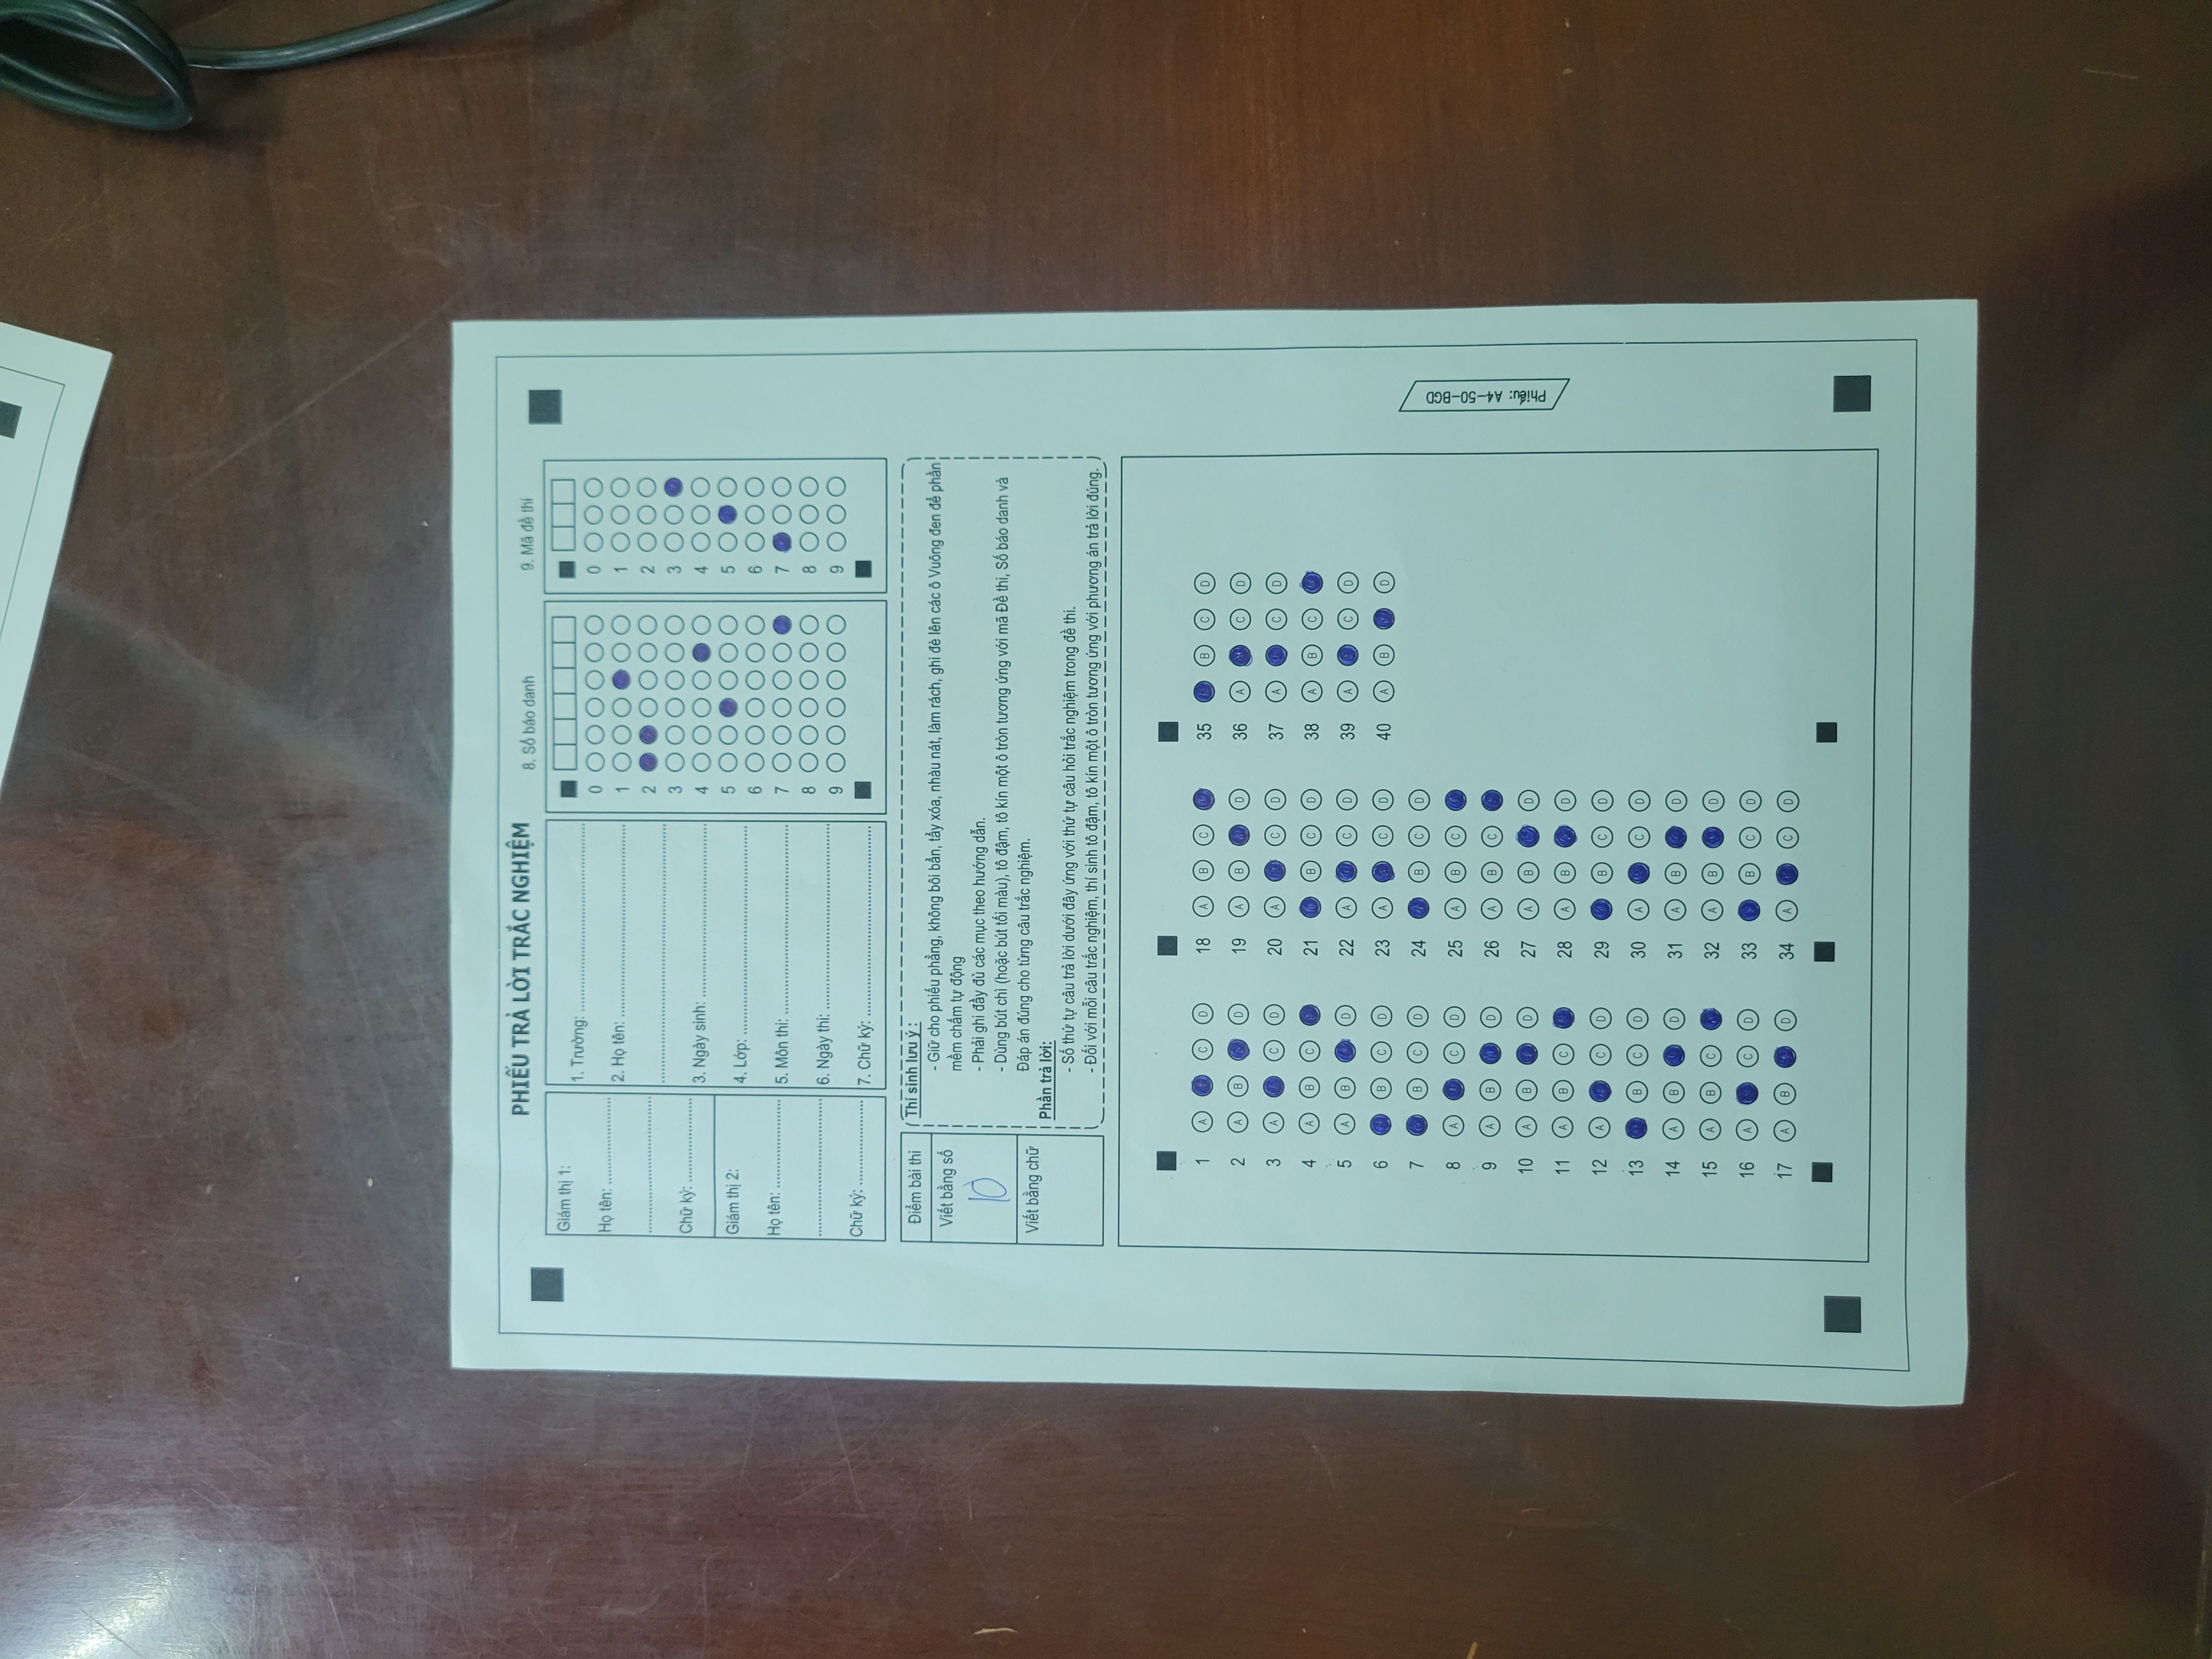 PHIẾU TRẢ LỜI TRẮC NGHIỆM
Giám thị 1:
Họ tên: ......................
..................................
Chữ ký: .....................
Giám thị 2:
Họ tên: ......................
..................................
Chữ ký: .....................
1. Trường: ..............................................
2. Họ tên: ...............................................
................................................................
3. Ngày sinh: ...........................................
4. Lớp: ....................................................
5. Môn thi: ...............................................
6. Ngày thi: .............................................
7. Chữ ký: ...............................................
8. Số báo danh
0
1
2
3
4
5
6
7
8
9
9. Mã đề thi
0
1
2
3
4
5
6
7
8
9
Điểm bài thi
Viết bằng số
10
Viết bằng chữ
Thí sinh lưu ý :
- Giữ cho phiếu phẳng, không bôi bẩn, tẩy xóa, nhàu nát, làm rách, ghi đè lên các ô Vuông đen để phần
mềm chấm tự động
- Phải ghi đầy đủ các mục theo hướng dẫn.
- Dùng bút chì (hoặc bút tối màu), tô đậm, tô kín một ô tròn tương ứng với mã Đề thi, Số báo danh và
Đáp án đúng cho từng câu trắc nghiệm.
Phần trả lời:
- Số thứ tự câu trả lời dưới đây ứng với thứ tự câu hỏi trắc nghiệm trong đề thi.
- Đối với mỗi câu trắc nghiệm, thí sinh tô đậm, tô kín một ô tròn tương ứng với phương án trả lời đúng.
1 A C D
2 A B D
3 A C D
4 A B C
5 A B D
6 B C D
7 B C D
8 A C D
9 A B D
10 A B D
11 A B C
12 A C D
13 B C D
14 A B D
15 A B C
16 A C D
17 A B D
18 A B C
19 A B D
20 A C D
21 B C D
22 A C D
23 A C D
24 B C D
25 A B C
26 A B C
27 A B D
28 A B D
29 B C D
30 A C D
31 A B D
32 A B D
33 B C D
34 A C D
35 B C D
36 A C D
37 A C D
38 A B C
39 A C D
40 A B D
Phiếu: A4-50-BGD